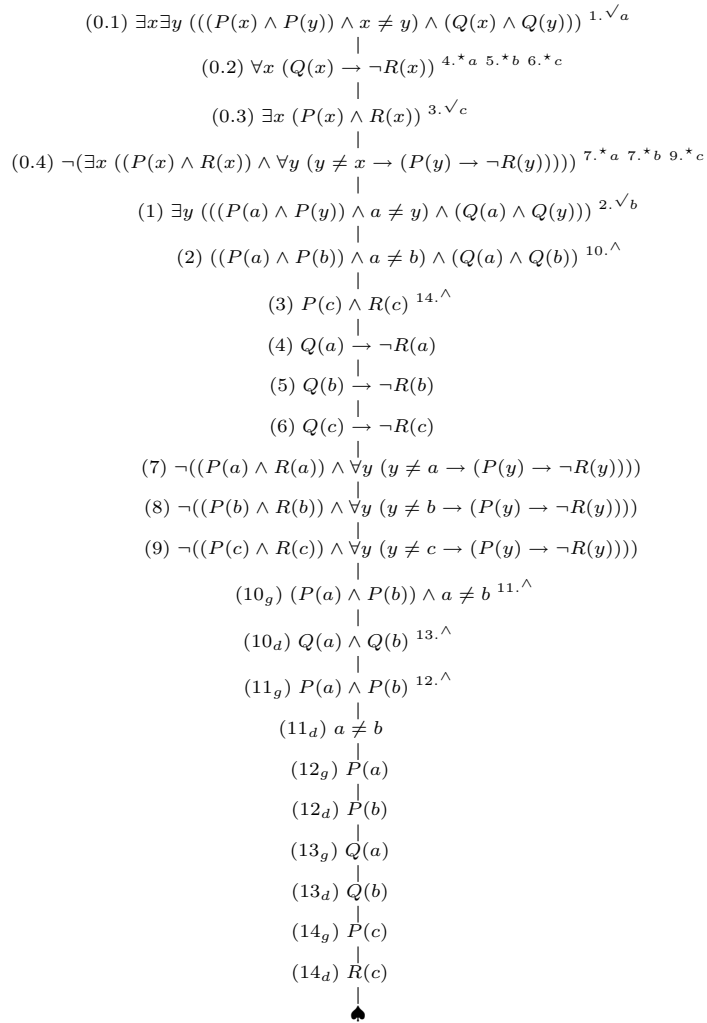 (0.1) ∃x∃y (((P(x) ∧ P(y)) ∧ x ≠ y) ∧ (Q(x) ∧ Q(y))) 1.√a
(0.2) ∀x (Q(x) → ¬R(x)) 4.⋆a 5.⋆b 6.⋆c
(0.3) ∃x (P(x) ∧ R(x)) 3.√c
(0.4) ¬(∃x ((P(x) ∧ R(x)) ∧ ∀y (y ≠ x → (P(y) → ¬R(y))))) 7.⋆a 7.⋆b 9.⋆c
(1) ∃y (((P(a) ∧ P(y)) ∧ a ≠ y) ∧ (Q(a) ∧ Q(y))) 2.√b
(2) ((P(a) ∧ P(b)) ∧ a ≠ b) ∧ (Q(a) ∧ Q(b)) 10.∧
(3) P(c) ∧ R(c) 14.∧
(4) Q(a) → ¬R(a)
(5) Q(b) → ¬R(b)
(6) Q(c) → ¬R(c)
(7) ¬((P(a) ∧ R(a)) ∧ ∀y (y ≠ a → (P(y) → ¬R(y))))
(8) ¬((P(b) ∧ R(b)) ∧ ∀y (y ≠ b → (P(y) → ¬R(y))))
(9) ¬((P(c) ∧ R(c)) ∧ ∀y (y ≠ c → (P(y) → ¬R(y))))
(10g) (P(a) ∧ P(b)) ∧ a ≠ b 11.∧
(10d) Q(a) ∧ Q(b) 13.∧
(11g) P(a) ∧ P(b) 12.∧
(11d) a ≠ b
(12g) P(a)
(12d) P(b)
(13g) Q(a)
(13d) Q(b)
(14g) P(c)
(14d) R(c)
♠